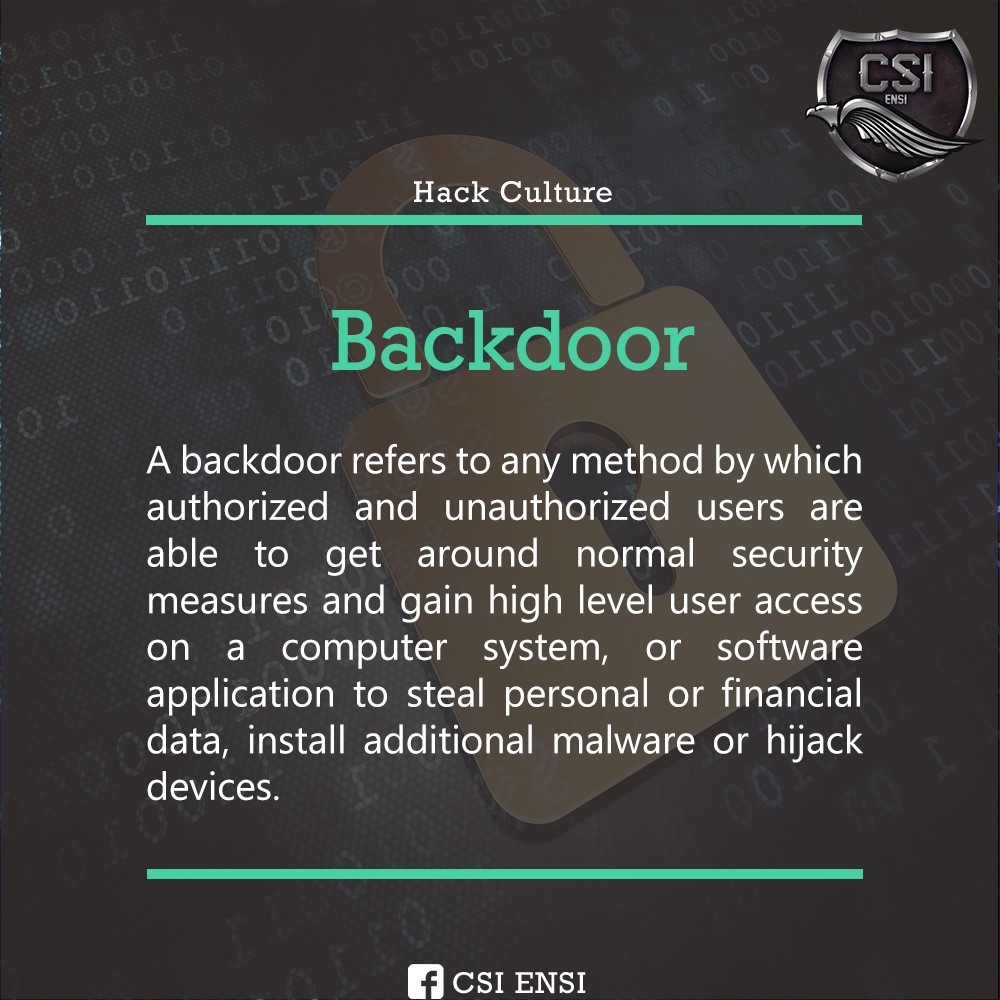 CSI
ENSI
Hack Culture
Backdoor
A backdoor refers to any method by which
authorized and unauthorized users are
able to get around normal security
measures and gain high level user access
on a computer system, or software
application to steal personal or financial
data, install additional malware or hijack
devices.
CSI ENSI